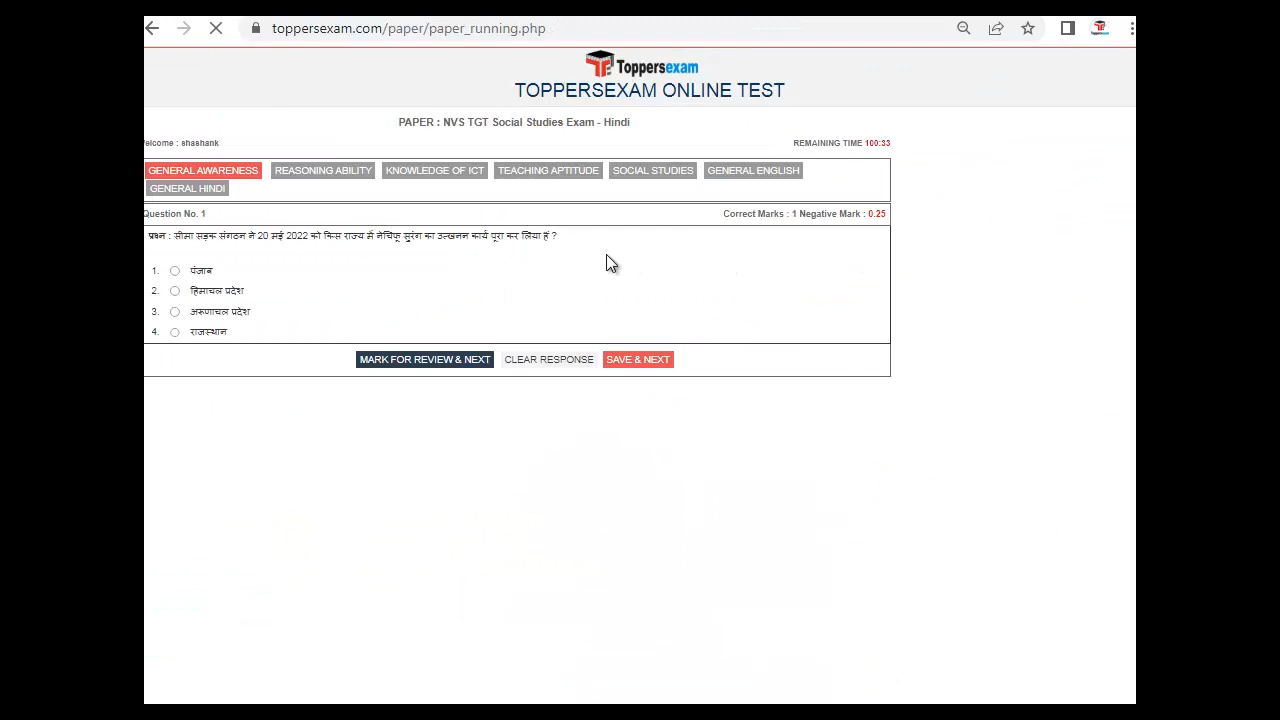 toppersexam.com/paper/paper_running.php
Toppersexam
TOPPERSEXAM ONLINE TEST
PAPER : NVS TGT Social Studies Exam - Hindi
elcome : shashank
REMAINING TIME 100:33
GENERAL AWARENESS REASONING ABILITY KNOWLEDGE OF ICT TEACHING APTITUDE SOCIAL STUDIES GENERAL ENGLISH
GENERAL HINDI
Question No. 1
Correct Marks : 1 Negative Mark : 0.25
प्रश्न : सीमा सड़क संगठन ने 20 मई 2022 को किस राज्य में नेचिफू सुरंग का उत्खनन कार्य पूरा कर लिया हैं ?
1. पंजाब
2. हिमाचल प्रदेश
3. अरुणाचल प्रदेश
4. राजस्थान
MARK FOR REVIEW & NEXT CLEAR RESPONSE SAVE & NEXT